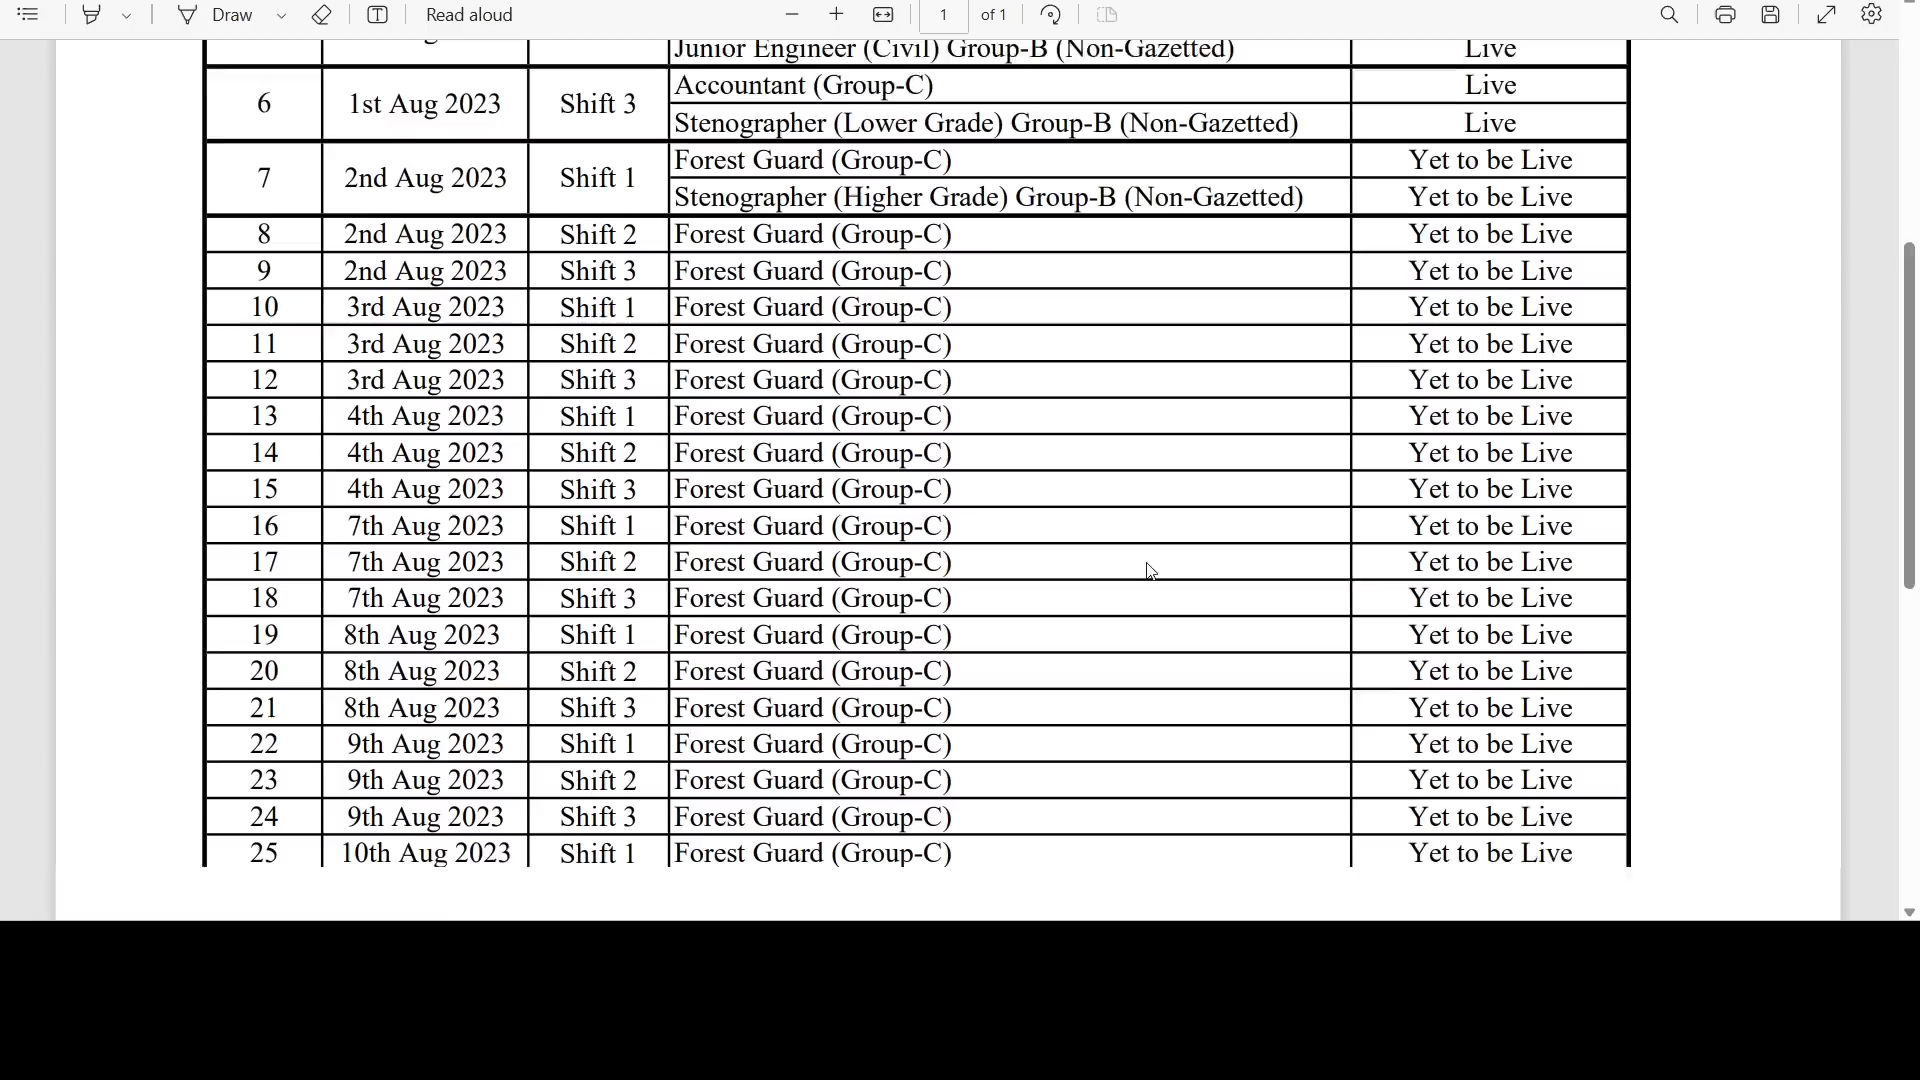 Draw Read aloud 1 of 1
Junior Engineer (Civil) Group-B (Non-Gazetted) Live
6 1st Aug 2023 Shift 3 Accountant (Group-C) Live
Stenographer (Lower Grade) Group-B (Non-Gazetted) Live
7 2nd Aug 2023 Shift 1 Forest Guard (Group-C) Yet to be Live
Stenographer (Higher Grade) Group-B (Non-Gazetted) Yet to be Live
8 2nd Aug 2023 Shift 2 Forest Guard (Group-C) Yet to be Live
9 2nd Aug 2023 Shift 3 Forest Guard (Group-C) Yet to be Live
10 3rd Aug 2023 Shift 1 Forest Guard (Group-C) Yet to be Live
11 3rd Aug 2023 Shift 2 Forest Guard (Group-C) Yet to be Live
12 3rd Aug 2023 Shift 3 Forest Guard (Group-C) Yet to be Live
13 4th Aug 2023 Shift 1 Forest Guard (Group-C) Yet to be Live
14 4th Aug 2023 Shift 2 Forest Guard (Group-C) Yet to be Live
15 4th Aug 2023 Shift 3 Forest Guard (Group-C) Yet to be Live
16 7th Aug 2023 Shift 1 Forest Guard (Group-C) Yet to be Live
17 7th Aug 2023 Shift 2 Forest Guard (Group-C) Yet to be Live
18 7th Aug 2023 Shift 3 Forest Guard (Group-C) Yet to be Live
19 8th Aug 2023 Shift 1 Forest Guard (Group-C) Yet to be Live
20 8th Aug 2023 Shift 2 Forest Guard (Group-C) Yet to be Live
21 8th Aug 2023 Shift 3 Forest Guard (Group-C) Yet to be Live
22 9th Aug 2023 Shift 1 Forest Guard (Group-C) Yet to be Live
23 9th Aug 2023 Shift 2 Forest Guard (Group-C) Yet to be Live
24 9th Aug 2023 Shift 3 Forest Guard (Group-C) Yet to be Live
25 10th Aug 2023 Shift 1 Forest Guard (Group-C) Yet to be Live